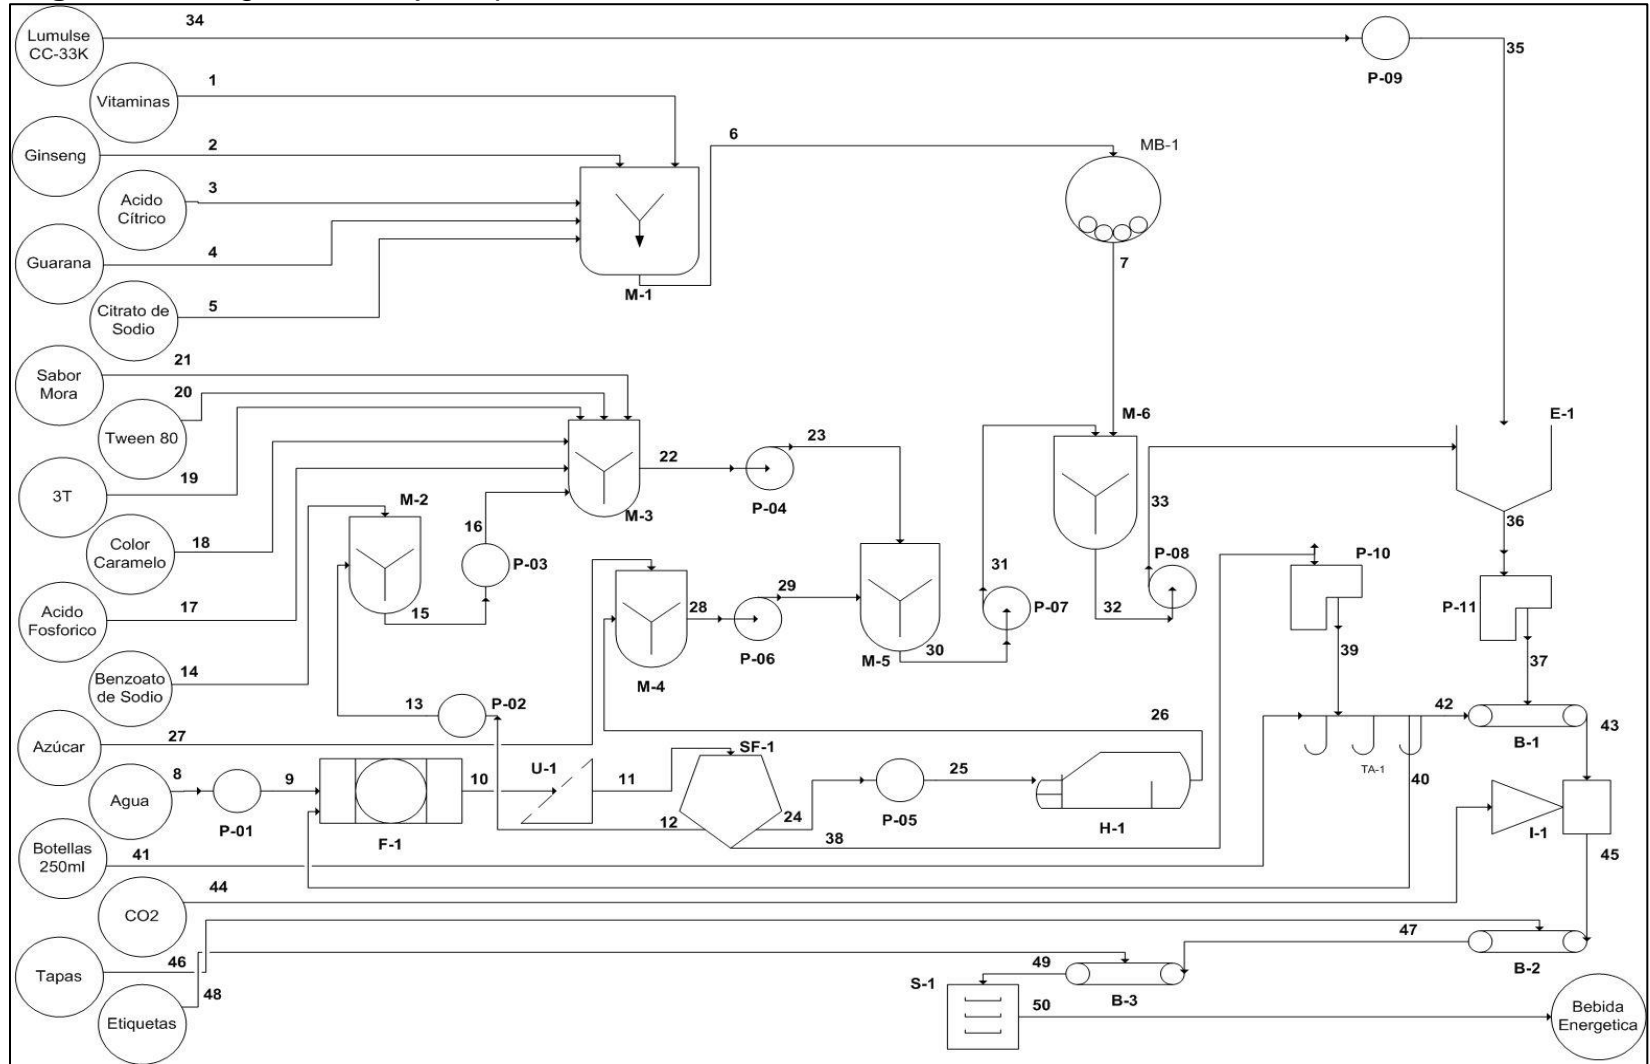 Lumulse
CC-33K
34
P-09
35
Vitaminas
1
Ginseng
2
6
MB-1
Acido
Cítrico
3
Guarana
4
7
Citrato de
Sodio
5
M-1
Sabor
Mora
21
Tween 80
20
M-6
E-1
3T
19
22
23
M-2
16
M-3
P-04
33
36
Color
Caramelo
18
P-03
31
P-08
P-10
Acido
Fosforico
17
15
28
29
P-07
32
P-11
P-06
M-5
30
39
37
Benzoato
de Sodio
14
M-4
13
P-02
26
42
43
Azúcar
27
SF-1
B-1
Agua
8
9
10
U-1
11
25
TA-1
40
P-01
F-1
12
24
P-05
H-1
I-1
38
Botellas
250ml
41
45
CO2
44
47
Tapas
46
49
B-2
48
S-1
B-3
Etiquetas
50
Bebida
Energetica